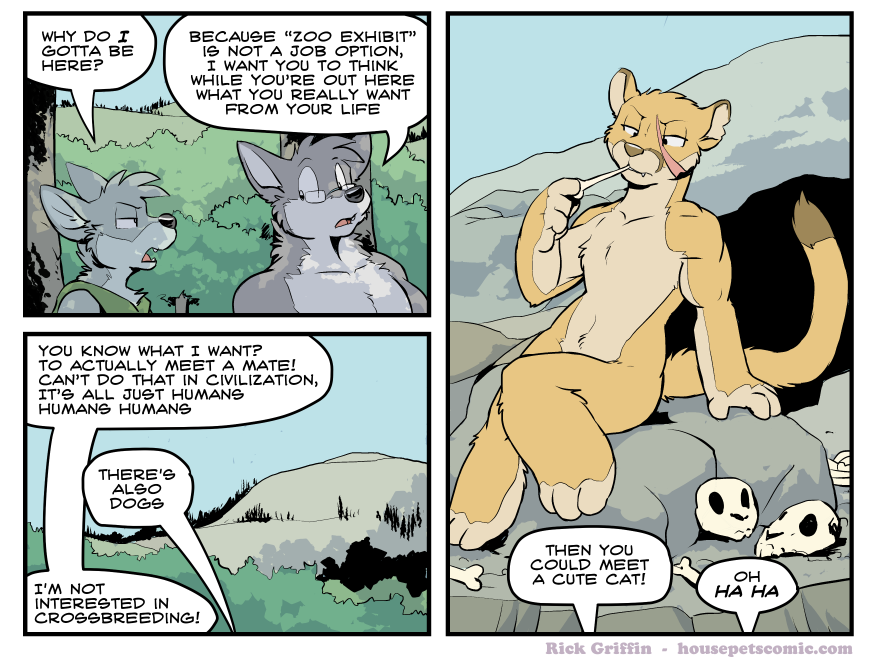 WHY DO I
GOTTA BE
HERE?
BECAUSE "ZOO EXHIBIT"
IS NOT A JOB OPTION,
I WANT YOU TO THINK
WHILE YOU'RE OUT HERE
WHAT YOU REALLY WANT
FROM YOUR LIFE
YOU KNOW WHAT I WANT?
TO ACTUALLY MEET A MATE!
CAN'T DO THAT IN CIVILIZATION,
IT'S ALL JUST HUMANS
HUMANS HUMANS
THERE'S
ALSO
DOGS
I'M NOT
INTERESTED IN
CROSSBREEDING!
THEN YOU
COULD MEET
A CUTE CAT!
OH
HA HA
Rick Griffin - housepetscomic.com